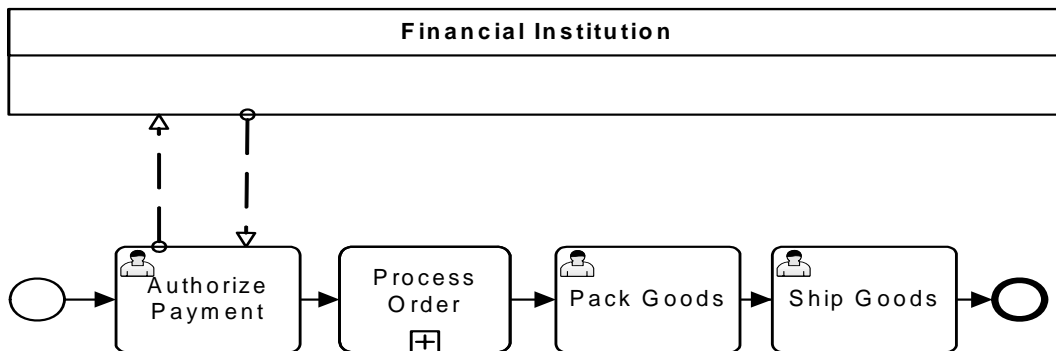 Financial Institution
Authorize
Payment
Process
Order
Pack Goods
Ship Goods